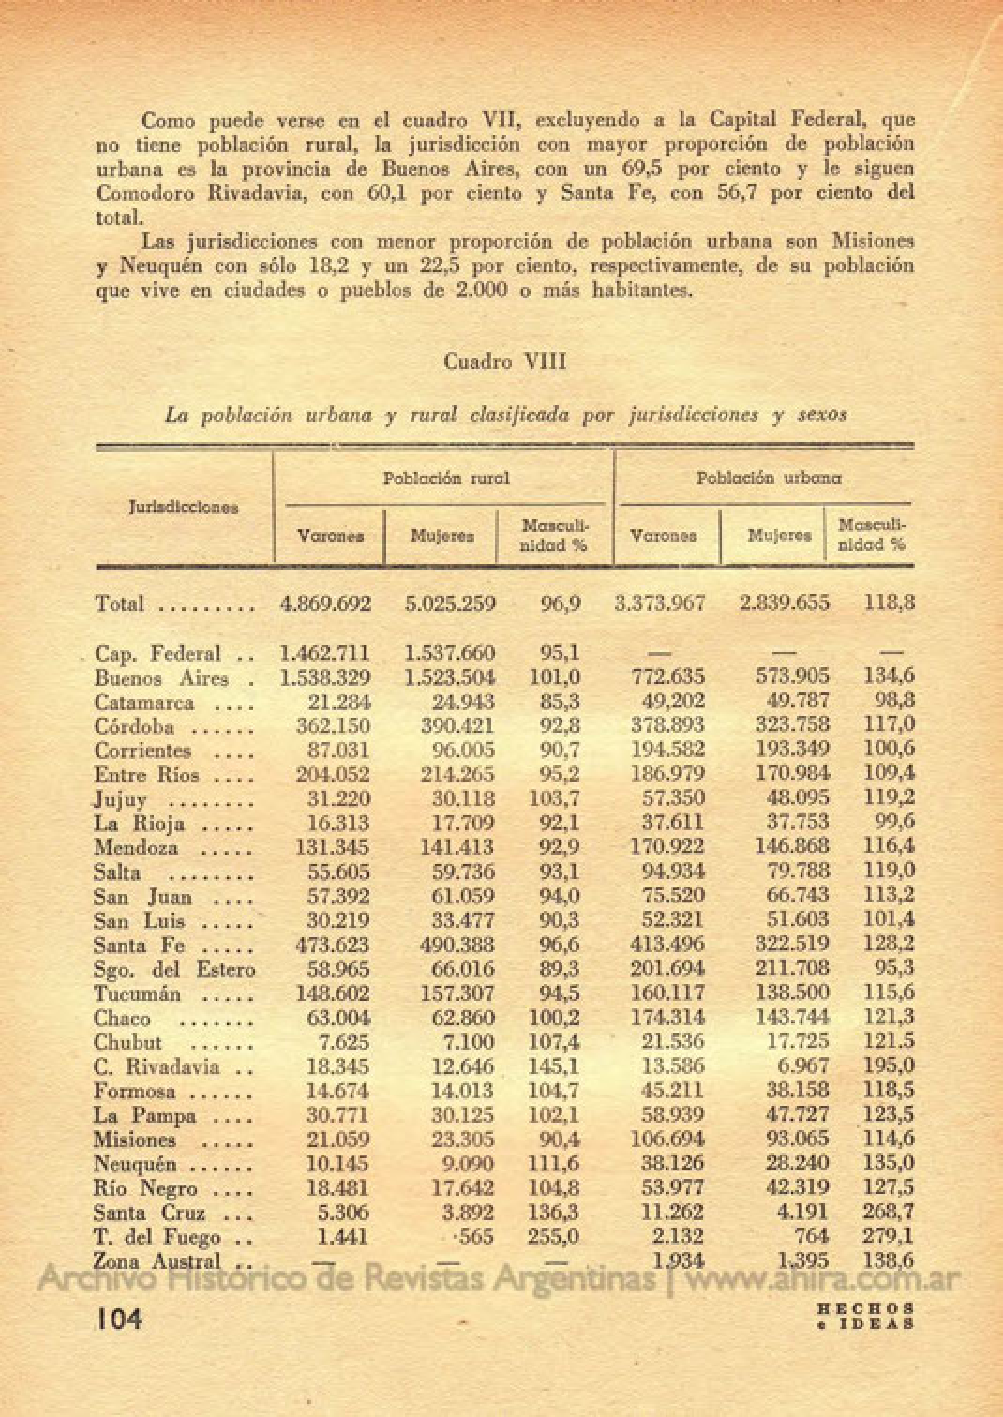 Como puede verse en el cuadro VII, excluyendo a la Capital Federal, que
no tiene población rural, la jurisdicción con mayor proporción de población
urbana es la provincia de Buenos Aires, con un 69,5 por ciento y le siguen
Comodoro Rivadavia, con 60,1 por ciento y Santa Fe, con 56,7 por ciento del
total.
Las jurisdicciones con menor proporción de población urbana son Misiones
y Neuquén con sólo 18,2 y un 22,5 por ciento, respectivamente, de su población
que vive en ciudades o pueblos de 2.000 o más habitantes.
Cuadro VIII
La población urbana y rural clasificada por jurisdicciones y sexos
Jurisdicciones
Población rural
Población urbana
Varones Mujeres Masculi-
nidad %
Varones Mujeres Masculi-
nidad %
Total ......... 4.869.692 5.025.259 96,9 3.373.967 2.839.655 118,8
Cap. Federal .. 1.462.711 1.537.660 95,1 — — —
Buenos Aires . 1.538.329 1.523.504 101,0 772.635 573.905 134,6
Catamarca .... 21.284 24.943 85,3 49,202 49.787 98,8
Córdoba ...... 362.150 390.421 92,8 378.893 323.758 117,0
Corrientes .... 87.031 96.005 90,7 194.582 193.349 100,6
Entre Ríos .... 204.052 214.265 95,2 186.979 170.984 109,4
Jujuy ........ 31.220 30.118 103,7 57.350 48.095 119,2
La Rioja ..... 16.313 17.709 92,1 37.611 37.753 99,6
Mendoza ..... 131.345 141.413 92,9 170.922 146.868 116,4
Salta ........ 55.605 59.736 93,1 94.934 79.788 119,0
San Juan .... 57.392 61.059 94,0 75.520 66.743 113,2
San Luis ..... 30.219 33.477 90,3 52.321 51.603 101,4
Santa Fe ..... 473.623 490.388 96,6 413.496 322.519 128,2
Sgo. del Estero 58.965 66.016 89,3 201.694 211.708 95,3
Tucumán ..... 148.602 157.307 94,5 160.117 138.500 115,6
Chaco ....... 63.004 62.860 100,2 174.314 143.744 121,3
Chubut ...... 7.625 7.100 107,4 21.536 17.725 121.5
C. Rivadavia .. 18.345 12.646 145,1 13.586 6.967 195,0
Formosa ...... 14.674 14.013 104,7 45.211 38.158 118,5
La Pampa .... 30.771 30.125 102,1 58.939 47.727 123,5
Misiones ..... 21.059 23.305 90,4 106.694 93.065 114,6
Neuquén ...... 10.145 9.090 111,6 38.126 28.240 135,0
Río Negro .... 18.481 17.642 104,8 53.977 42.319 127,5
Santa Cruz ... 5.306 3.892 136,3 11.262 4.191 268,7
T. del Fuego .. 1.441 565 255,0 2.132 764 279,1
Zona Austral .. — — — 1.934 1.395 138,6
Archivo Histórico de Revistas Argentinas | www.ahira.com.ar
104
HECHOS
e IDEAS